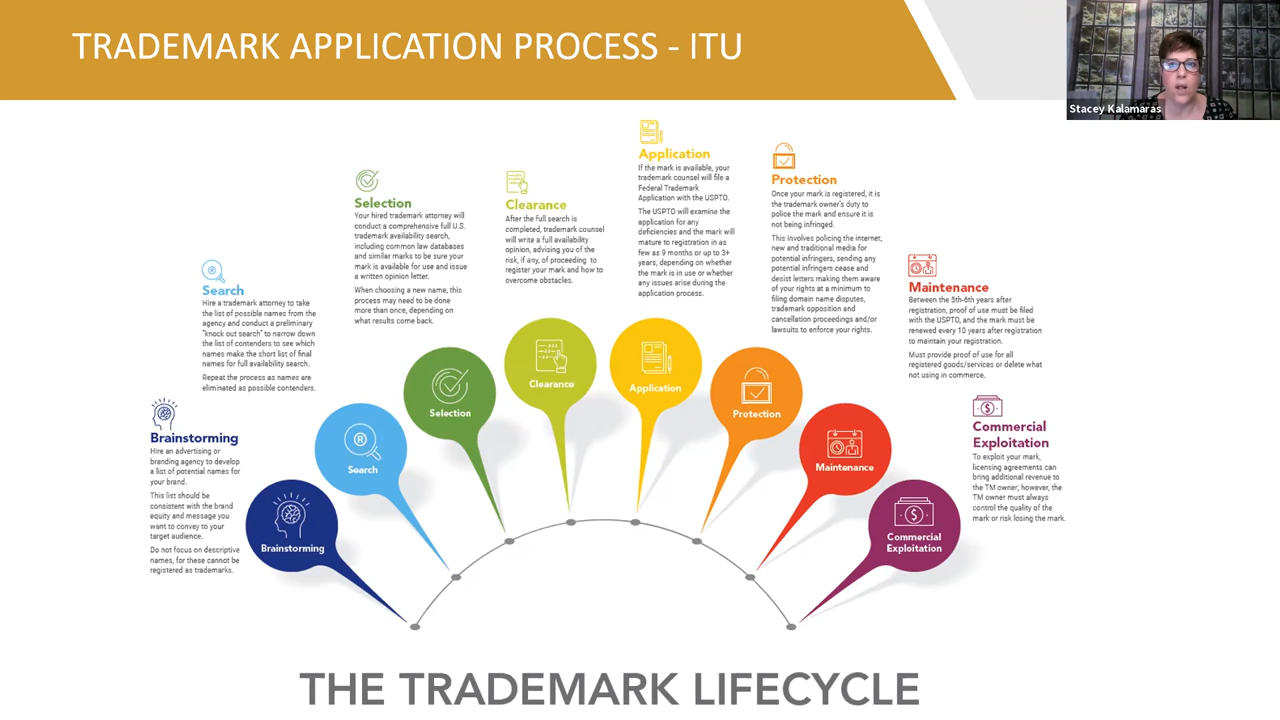 TRADEMARK APPLICATION PROCESS - ITU
Stacey Kalamaras
Brainstorming
Hire an advertising or
branding agency to develop
a list of potential names for
your brand.
This list should be
consistent with the brand
equity and message you
want to convey to your
target audience.
Do not focus on descriptive
names, for these cannot be
registered as trademarks.
Search
Hire a trademark attorney to take
the list of possible names from the
agency and conduct a preliminary
"knock out search" to narrow down
the list of contenders to see which
names make the short list of final
names for full availability search.
Repeat the process as names are
eliminated as possible contenders.
Selection
Your hired trademark attorney will
conduct a comprehensive full U.S.
trademark availability search,
including common law databases
and similar marks to be sure your
mark is available for use and issue
a written opinion letter.
When choosing a new name, this
process may need to be done
more than once, depending on
what results come back.
Clearance
After the full search is
completed, trademark counsel
will write a full availability
opinion, advising you of the
risk, if any, of proceeding to
register your mark and how to
overcome obstacles.
Application
If the mark is available, your
trademark counsel will file a
Federal Trademark
Application with the USPTO.
The USPTO will examine the
application for any
deficiencies and the mark will
mature to registration in as
few as 9 months or up to 3+
years, depending on whether
the mark is in use or whether
any issues arise during the
application process.
Protection
Once your mark is registered, it is
the trademark owner's duty to
police the mark and ensure it is
not being infringed.
This involves policing the internet,
new and traditional media for
potential infringers, sending any
potential infringers cease and
desist letters making them aware
of your rights at a minimum to
filing domain name disputes,
trademark opposition and
cancellation proceedings and/or
lawsuits to enforce your rights.
Maintenance
Between the 5th-6th years after
registration, proof of use must be filed
with the USPTO, and the mark must be
renewed every 10 years after registration
to maintain your registration.
Must provide proof of use for all
registered goods/services or delete what
not using in commerce.
Commercial
Exploitation
To exploit your mark,
licensing agreements can
bring additional revenue to
the TM owner; however, the
TM owner must always
control the quality of the
mark or risk losing the mark.
Brainstorming
Search
Selection
Clearance
Application
Protection
Maintenance
Commercial
Exploitation
THE TRADEMARK LIFECYCLE